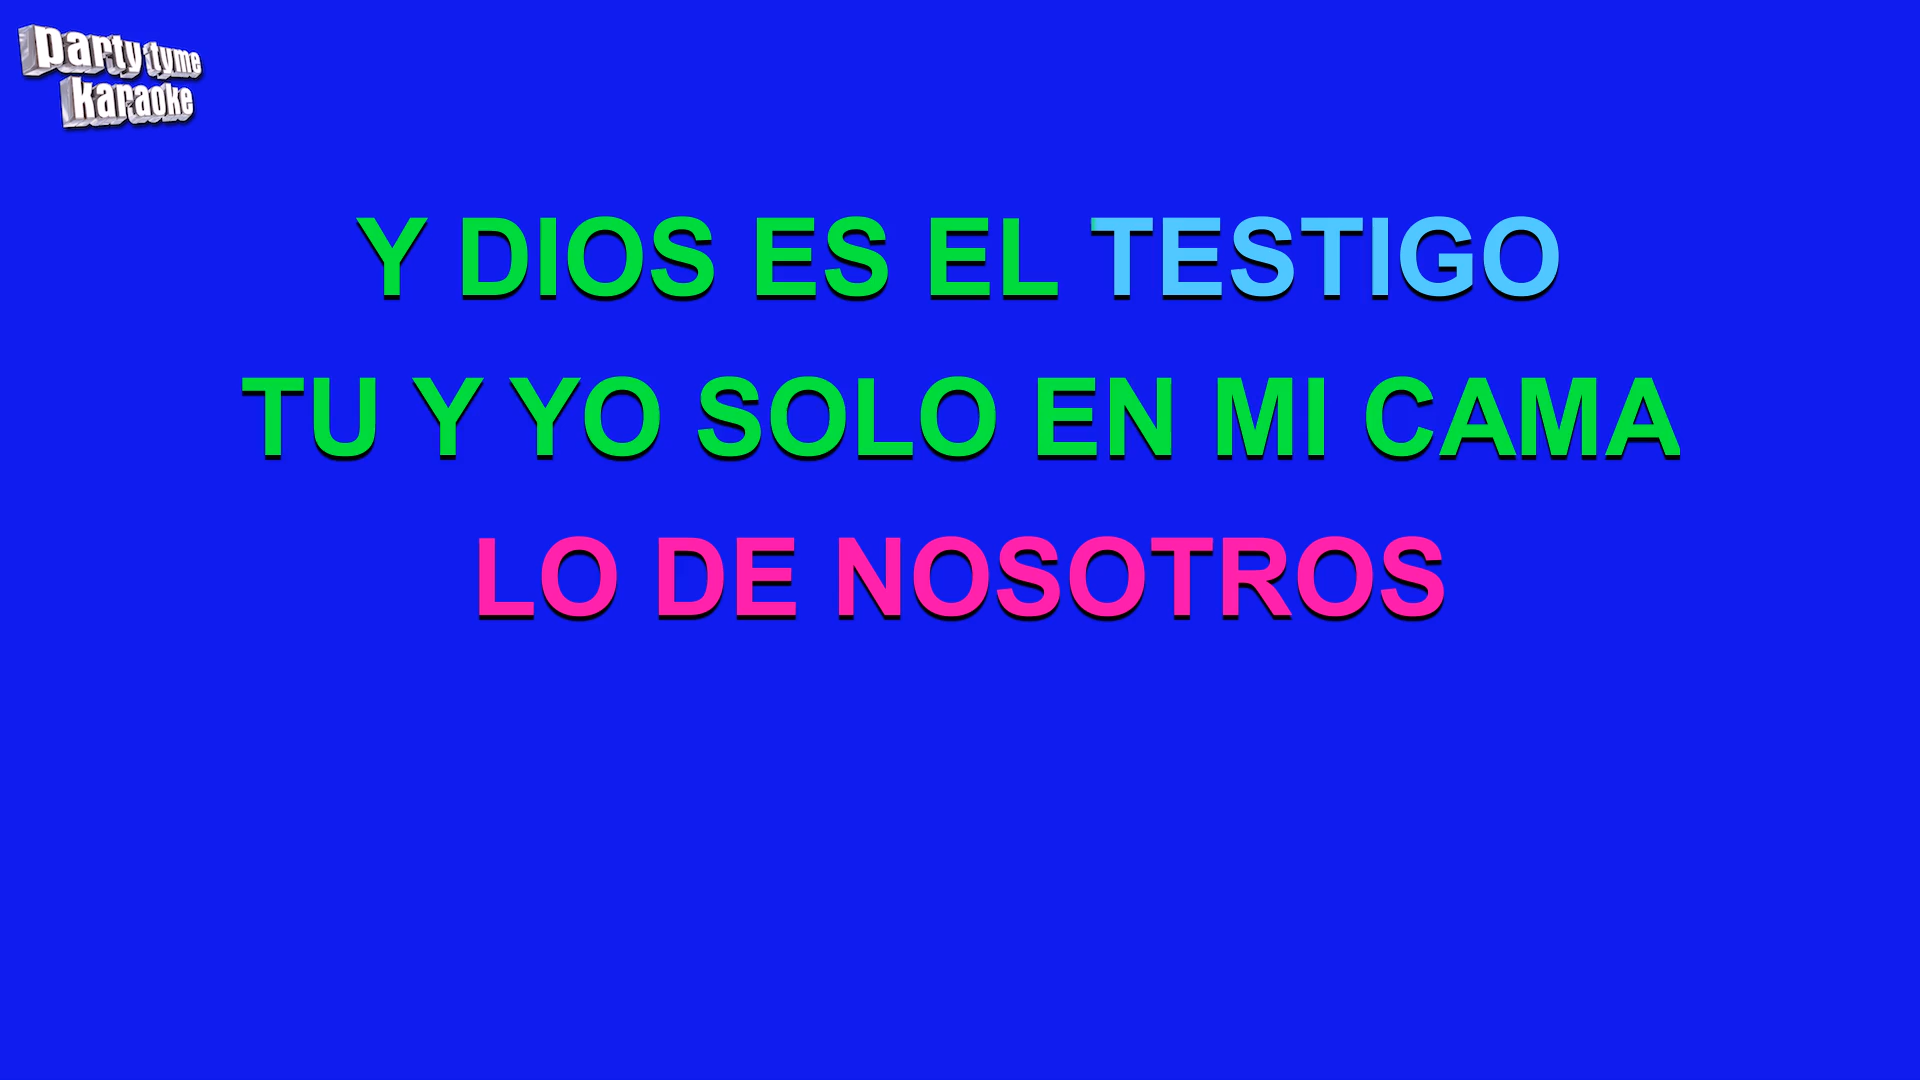 party tyme
karaoke
Y DIOS ES EL TESTIGO
TU Y YO SOLO EN MI CAMA
LO DE NOSOTROS